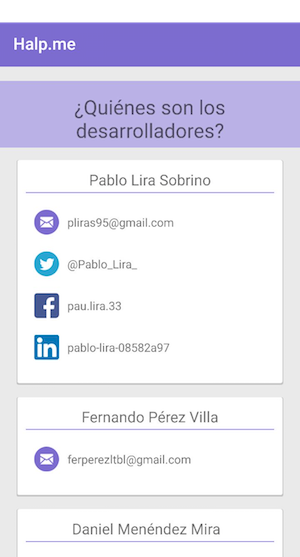 Halp.me
¿Quiénes son los
desarrolladores?
Pablo Lira Sobrino
pliras95@gmail.com
@Pablo_Lira_
pau.lira.33
pablo-lira-08582a97
Fernando Pérez Villa
ferperezltbl@gmail.com
Daniel Menéndez Mira